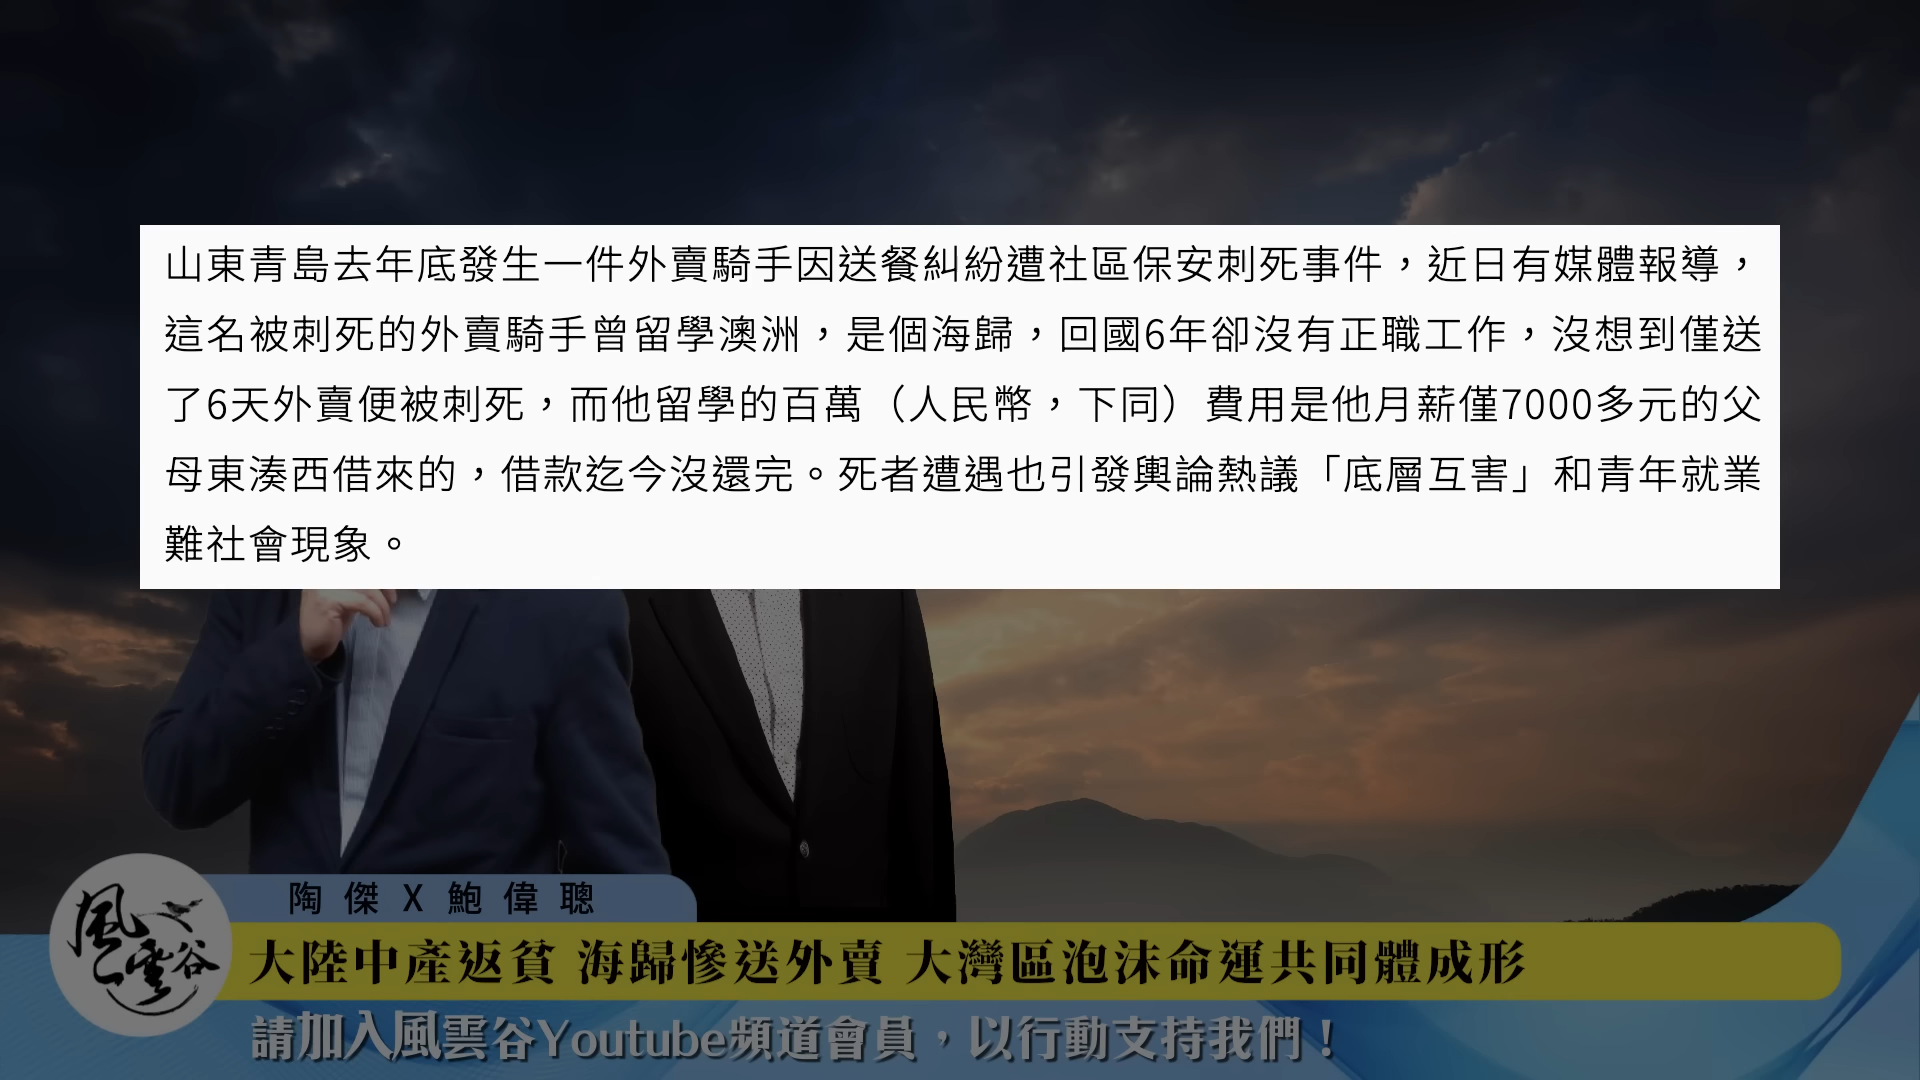 山東青島去年底發生一件外賣騎手因送餐糾紛遭社區保安刺死事件，近日有媒體報導，
這名被刺死的外賣騎手曾留學澳洲，是個海歸，回國6年卻沒有正職工作，沒想到僅送
了6天外賣便被刺死，而他留學的百萬（人民幣，下同）費用是他月薪僅7000多元的父
母東湊西借來的，借款迄今沒還完。死者遭遇也引發輿論熱議「底層互害」和青年就業
難社會現象。
陶傑X鮑偉聰
風雲谷
大陸中產返貧 海歸慘送外賣 大灣區泡沫命運共同體成形
請加入風雲谷Youtube頻道會員，以行動支持我們！